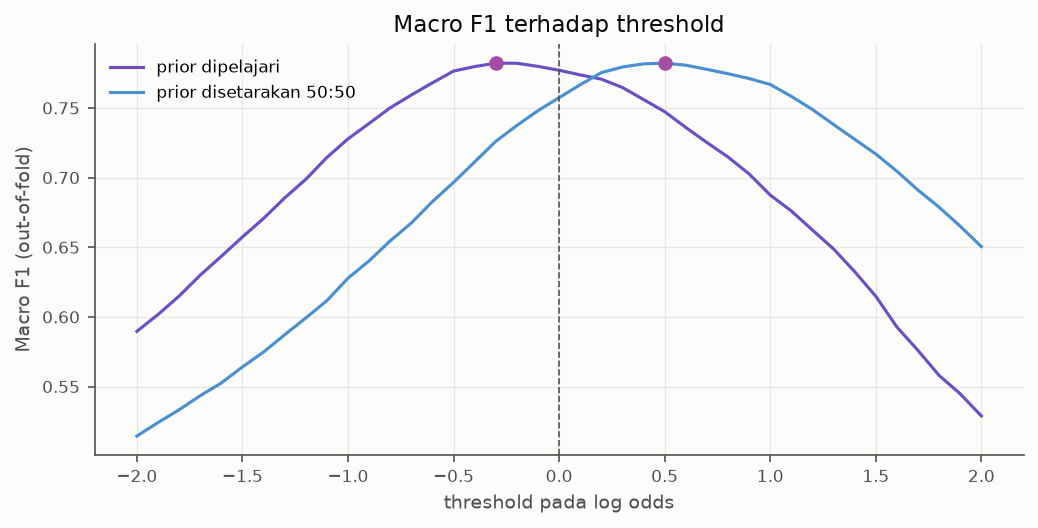 Macro F1 terhadap threshold
prior dipelajari
prior disetarakan 50:50
Macro F1 (out-of-fold)
0.75
0.70
0.65
0.60
0.55
−2.0 −1.5 −1.0 −0.5 0.0 0.5 1.0 1.5 2.0
threshold pada log odds